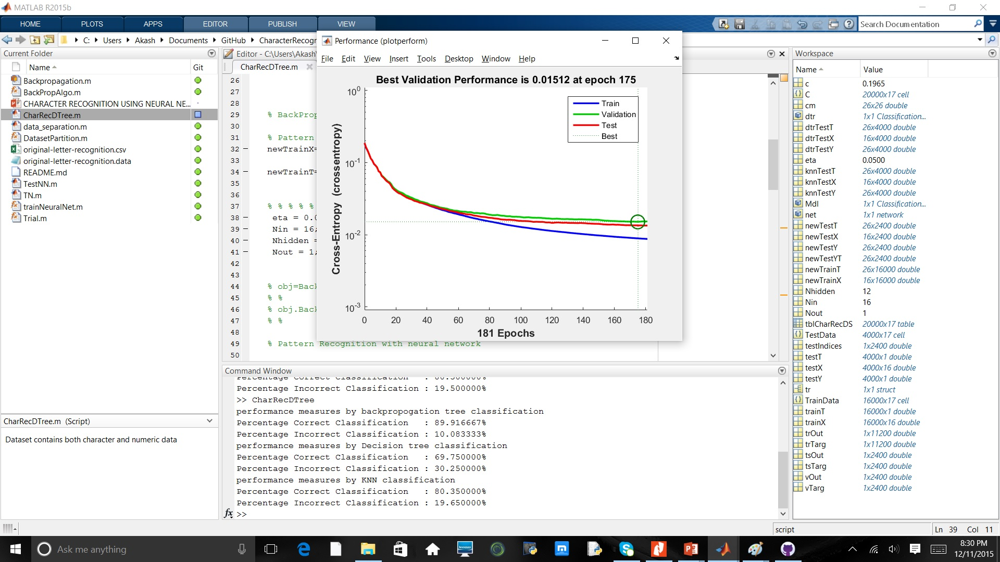 MATLAB R2015b
HOME PLOTS APPS EDITOR PUBLISH VIEW
Search Documentation
C: Users Akash Documents GitHub CharacterRecogr
Current Folder
Name Git
Backpropagation.m
BackPropAlgo.m
CHARACTER RECOGNITION USING NEURAL NE...
CharRecDTree.m
data_separation.m
DatasetPartition.m
original-letter-recognition.csv
original-letter-recognition.data
README.md
TestNN.m
TN.m
trainNeuralNet.m
Trial.m
CharRecDTree.m (Script)
Dataset contains both character and numeric data
Editor - C:\Users\Akash\
CharRecDTree.m
26
27
28
29 % BackProp
30
31 % Pattern
32 – newTrainX=
33
34 – newTrainT=
35
36
37 % % % % %
38 – eta = 0.0
39 – Nin = 16;
40 – Nhidden =
41 – Nout = 1;
42
43
44 % obj=Back
45 % %
46 % obj.Back
47 % %
48
49 % Pattern Recognition with neural network
50
Performance (plotperform)
File Edit View Insert Tools Desktop Window Help
Best Validation Performance is 0.01512 at epoch 175
Cross-Entropy (crossentropy)
10^0
10^-1
10^-2
10^-3
Train
Validation
Test
Best
0 20 40 60 80 100 120 140 160 180
181 Epochs
Command Window
Percentage Incorrect Classification : 19.500000%
>> CharRecDTree
performance measures by backpropogation tree classification
Percentage Correct Classification : 89.916667%
Percentage Incorrect Classification : 10.083333%
performance measures by Decision tree classification
Percentage Correct Classification : 69.750000%
Percentage Incorrect Classification : 30.250000%
performance measures by KNN classification
Percentage Correct Classification : 80.350000%
Percentage Incorrect Classification : 19.650000%
fx >>
Workspace
Name Value
c 0.1965
C 20000x17 cell
cm 26x26 double
dtr 1x1 Classification...
dtrTestT 26x4000 double
dtrTestX 16x4000 double
dtrTestY 26x4000 double
eta 0.0500
knnTestT 26x4000 double
knnTestX 16x4000 double
knnTestY 26x4000 double
Mdl 1x1 Classification...
net 1x1 network
newTestT 26x2400 double
newTestX 16x2400 double
newTestY 26x2400 double
newTestYT 26x2400 double
newTrainT 26x16000 double
newTrainX 16x16000 double
Nhidden 12
Nin 16
Nout 1
tblCharRecDS 20000x17 table
TestData 4000x17 cell
testIndices 1x2400 double
testT 4000x1 double
testX 4000x16 double
testY 4000x1 double
tr 1x1 struct
TrainData 16000x17 cell
trainT 16000x1 double
trainX 16000x16 double
trOut 1x11200 double
trTarg 1x11200 double
tsOut 1x2400 double
tsTarg 1x2400 double
vOut 1x2400 double
vTarg 1x2400 double
script
Ln 39 Col 11
Ask me anything
8:30 PM
12/11/2015